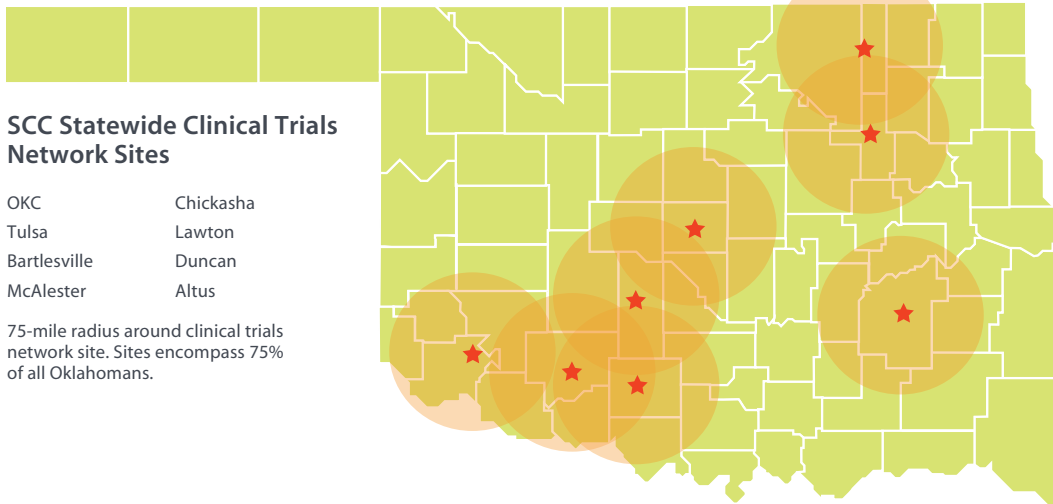 SCC Statewide Clinical Trials
Network Sites
OKC Chickasha
Tulsa Lawton
Bartlesville Duncan
McAlester Altus
75-mile radius around clinical trials
network site. Sites encompass 75%
of all Oklahomans.